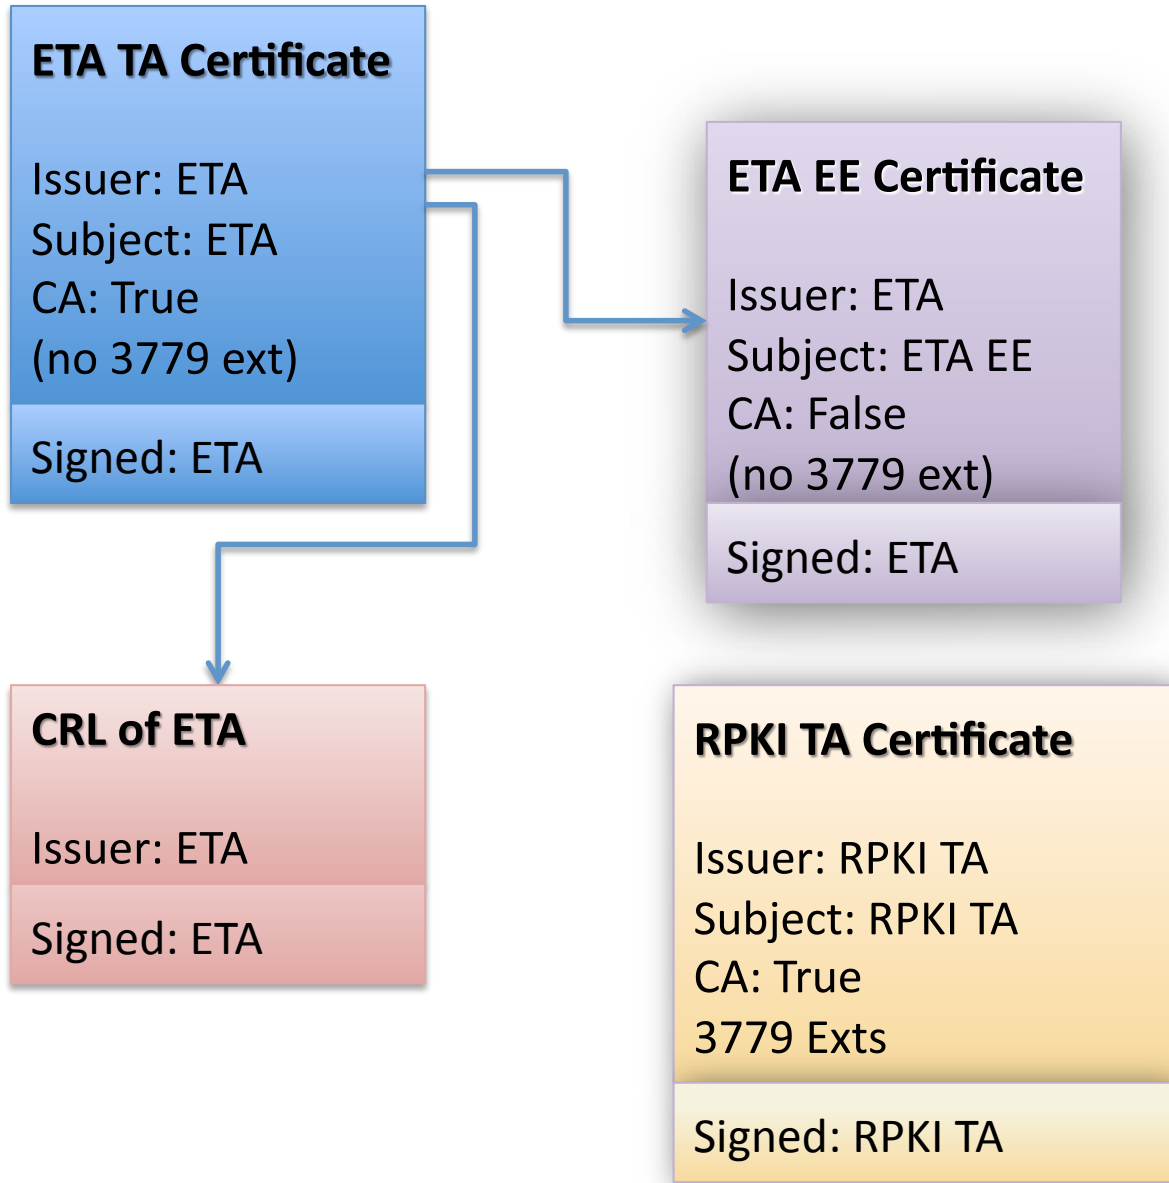 ETA TA Certificate
Issuer: ETA
Subject: ETA
CA: True
(no 3779 ext)
Signed: ETA
ETA EE Certificate
Issuer: ETA
Subject: ETA EE
CA: False
(no 3779 ext)
Signed: ETA
CRL of ETA
Issuer: ETA
Signed: ETA
RPKI TA Certificate
Issuer: RPKI TA
Subject: RPKI TA
CA: True
3779 Exts
Signed: RPKI TA